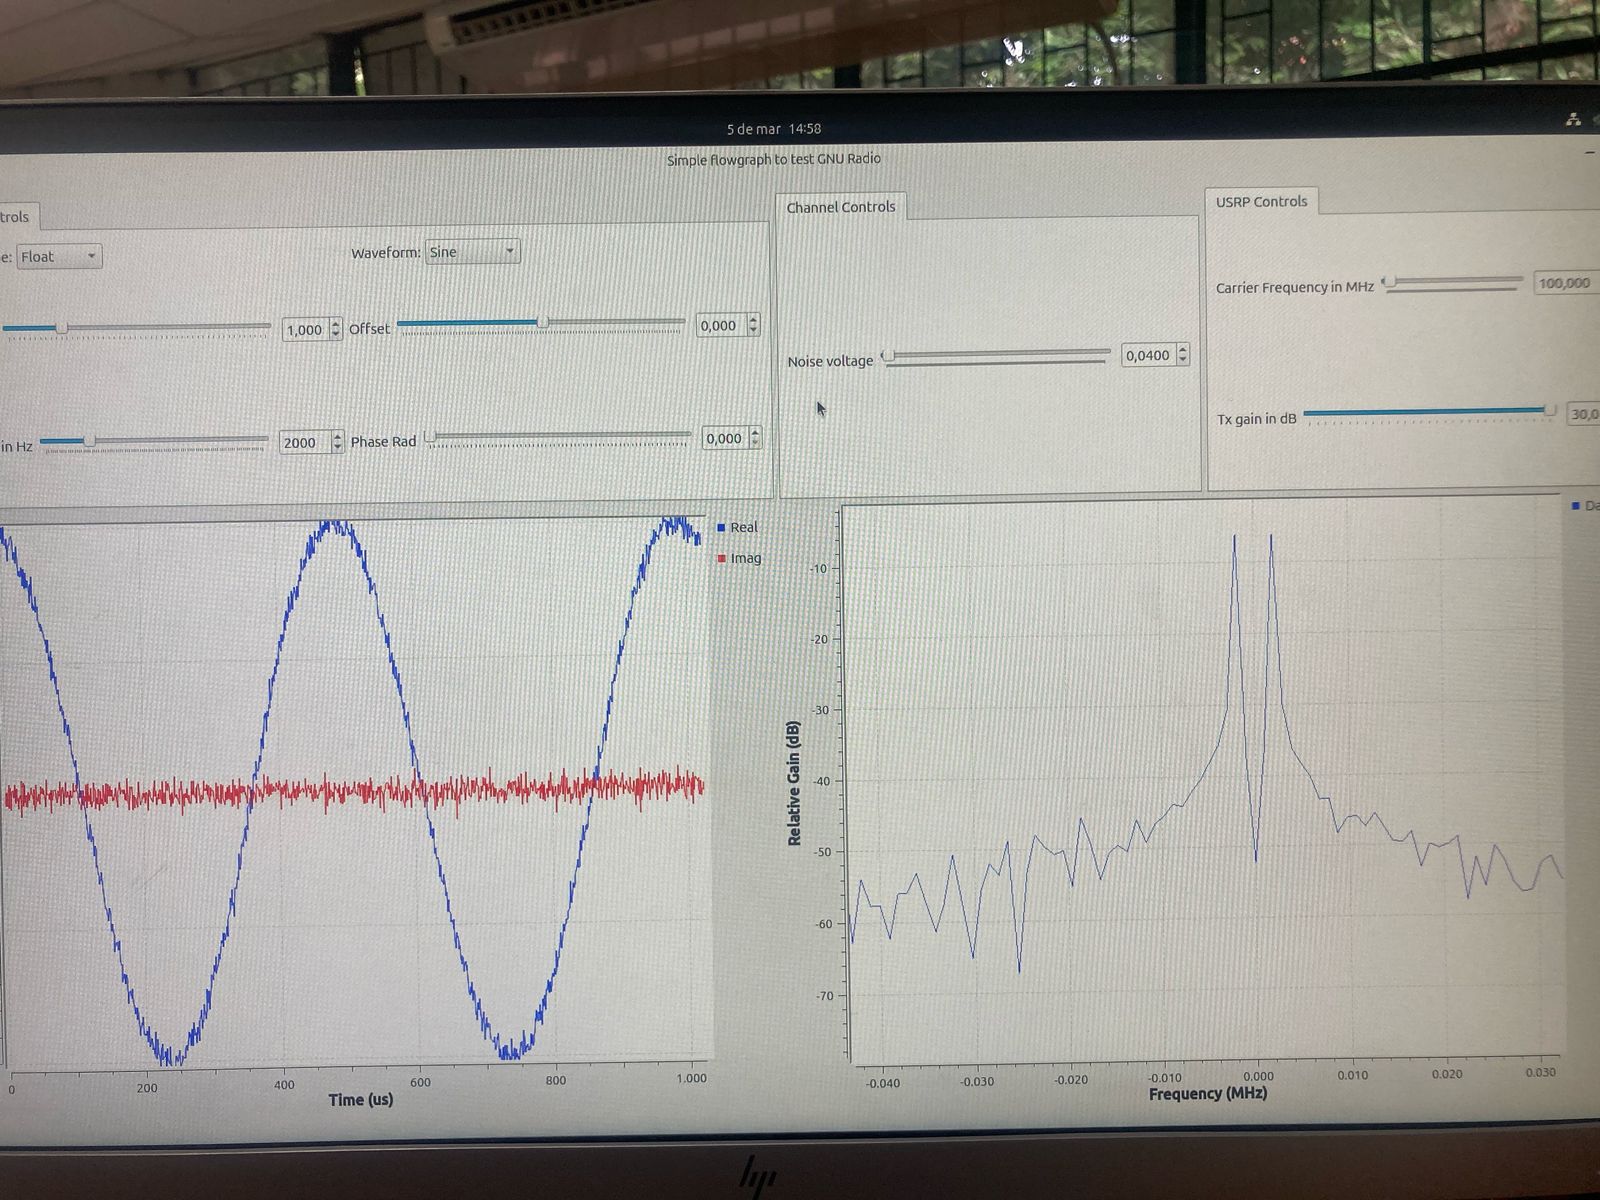 5 de mar 14:58
Simple flowgraph to test GNU Radio
trols
Channel Controls
USRP Controls
e: Float
Waveform: Sine
Carrier Frequency in MHz 100,000
1,000 Offset 0,000
Noise voltage 0,0400
in Hz 2000 Phase Rad 0,000
Tx gain in dB 30,0
Real
Imag
Da
-10
-20
-30
-40
-50
-60
-70
Relative Gain (dB)
0 200 400 600 800 1.000
Time (us)
-0.040 -0.030 -0.020 -0.010 0.000 0.010 0.020 0.030
Frequency (MHz)
hp